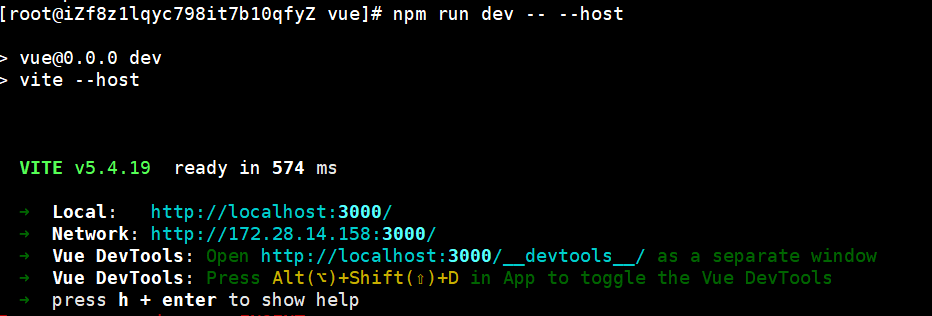 [root@iZf8z1lqyc798it7b10qfyZ vue]# npm run dev -- --host
> vue@0.0.0 dev
> vite --host
VITE v5.4.19 ready in 574 ms
➜ Local: http://localhost:3000/
➜ Network: http://172.28.14.158:3000/
➜ Vue DevTools: Open http://localhost:3000/__devtools__/ as a separate window
➜ Vue DevTools: Press Alt(⌥)+Shift(⇧)+D in App to toggle the Vue DevTools
➜ press h + enter to show help